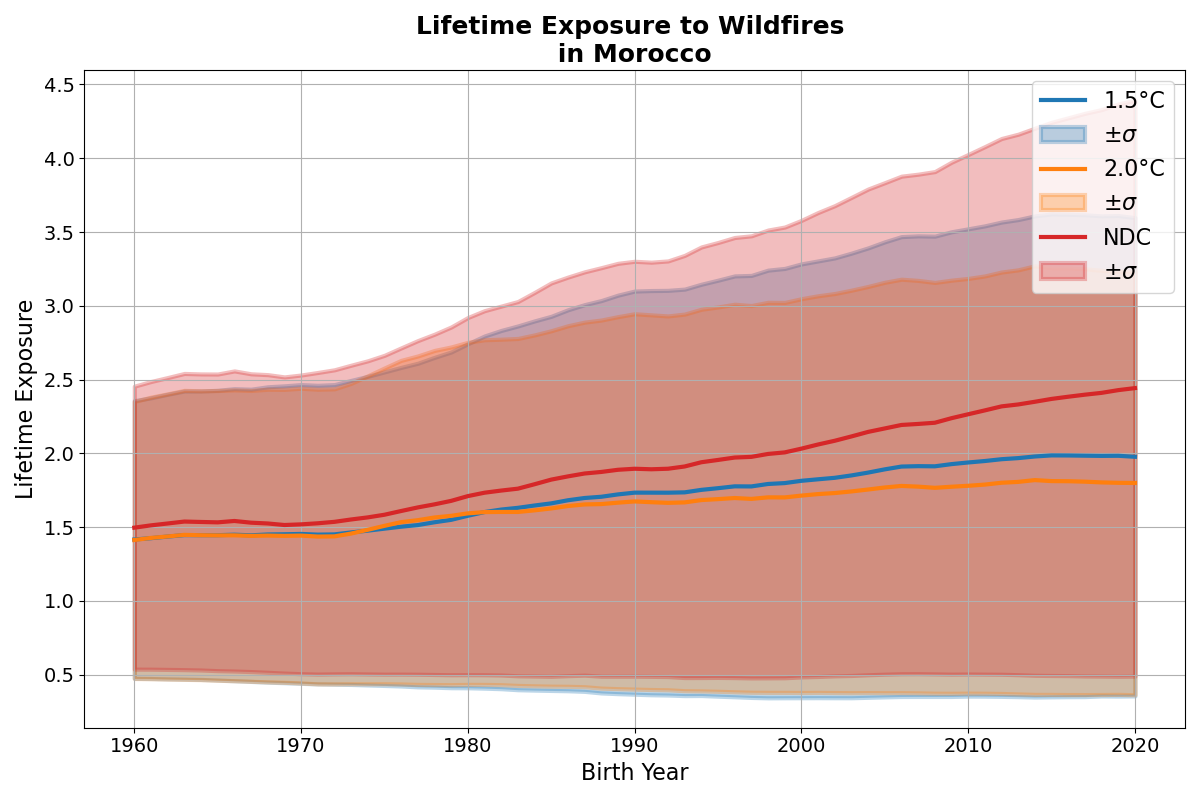 Lifetime Exposure to Wildfires
in Morocco
4.5
4.0
3.5
3.0
2.5
2.0
1.5
1.0
0.5
Lifetime Exposure
1960
1970
1980
1990
2000
2010
2020
Birth Year
1.5°C
±σ
2.0°C
±σ
NDC
±σ